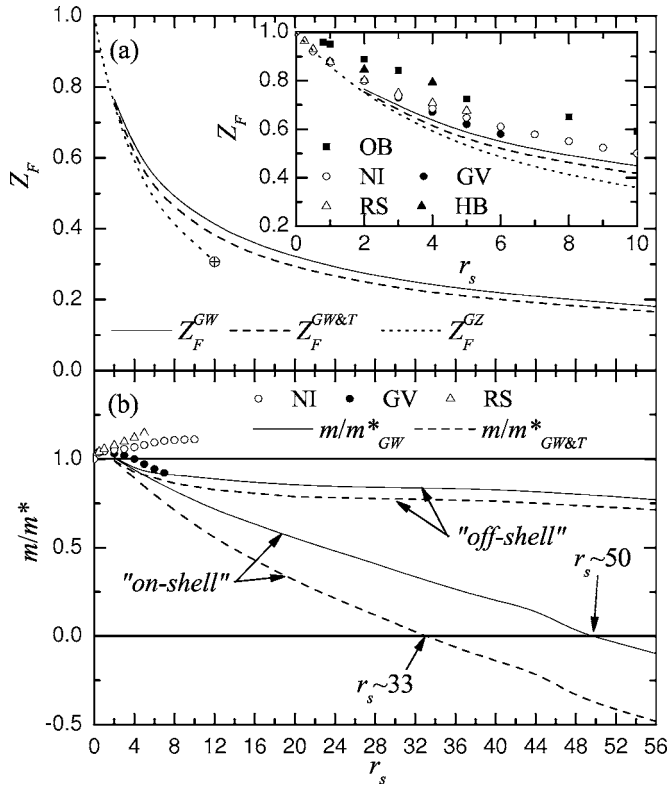 (a)
Z_F
1.0
0.8
0.6
0.4
0.2
0.0
Z_F
1.0
0.8
0.6
0.4
0.2
0 2 4 6 8 10
r_s
OB
NI GV
RS HB
Z_F^{GW} Z_F^{GW&T} Z_F^{GZ}
(b)
NI GV RS
m/m*_{GW} m/m*_{GW&T}
m/m*
1.0
0.5
0.0
-0.5
"off-shell"
"on-shell"
r_s~50
r_s~33
0 4 8 12 16 20 24 28 32 36 40 44 48 52 56
r_s